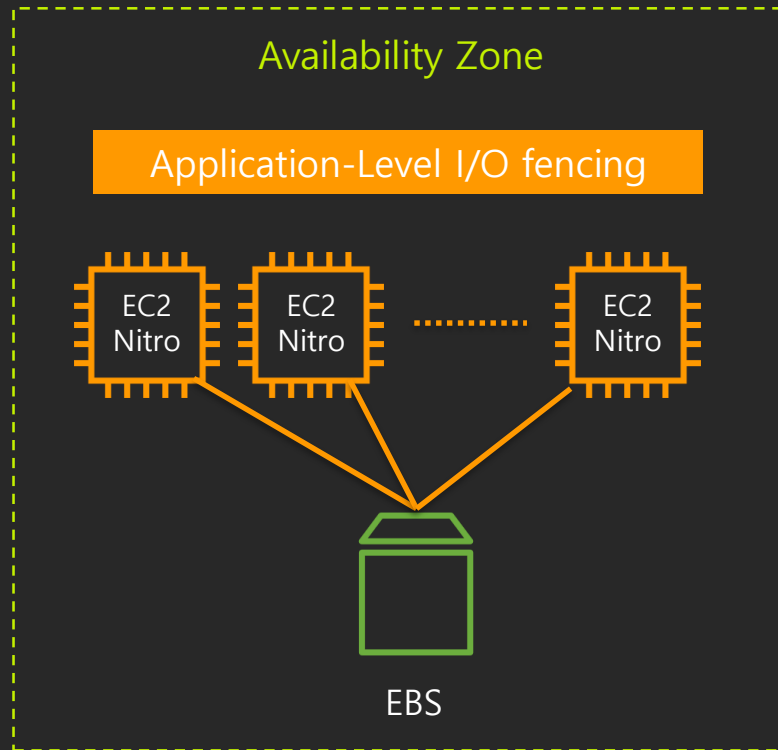 Availability Zone
Application-Level I/O fencing
EC2
Nitro
EC2
Nitro
EC2
Nitro
EBS